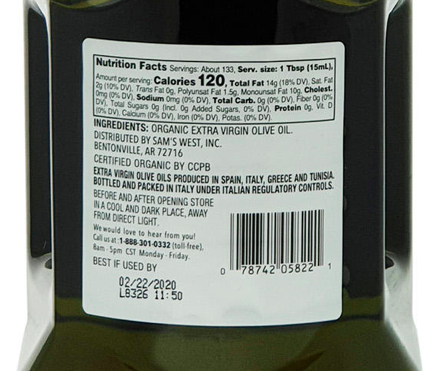 Nutrition Facts Servings: About 133, Serv. size: 1 Tbsp (15mL),
Amount per serving: Calories 120, Total Fat 14g (18% DV), Sat. Fat
2g (10% DV), Trans Fat 0g, Polyunsat Fat 1.5g, Monounsat Fat 10g, Cholest.
0mg (0% DV), Sodium 0mg (0% DV), Total Carb. 0g (0% DV), Fiber 0g (0%
DV), Total Sugars 0g (Incl. 0g Added Sugars, 0% DV), Protein 0g, Vit. D
(0% DV), Calcium (0% DV), Iron (0% DV), Potas. (0% DV).
INGREDIENTS: ORGANIC EXTRA VIRGIN OLIVE OIL.
DISTRIBUTED BY SAM'S WEST, INC.
BENTONVILLE, AR 72716
CERTIFIED ORGANIC BY CCPB
EXTRA VIRGIN OLIVE OILS PRODUCED IN SPAIN, ITALY, GREECE AND TUNISIA.
BOTTLED AND PACKED IN ITALY UNDER ITALIAN REGULATORY CONTROLS.
BEFORE AND AFTER OPENING STORE
IN A COOL AND DARK PLACE, AWAY
FROM DIRECT LIGHT.
We would love to hear from you!
Call us at: 1-888-301-0332 (toll-free),
8am - 5pm CST Monday - Friday.
BEST IF USED BY
02/22/2020
L8326 11:50
0 78742 05822 1